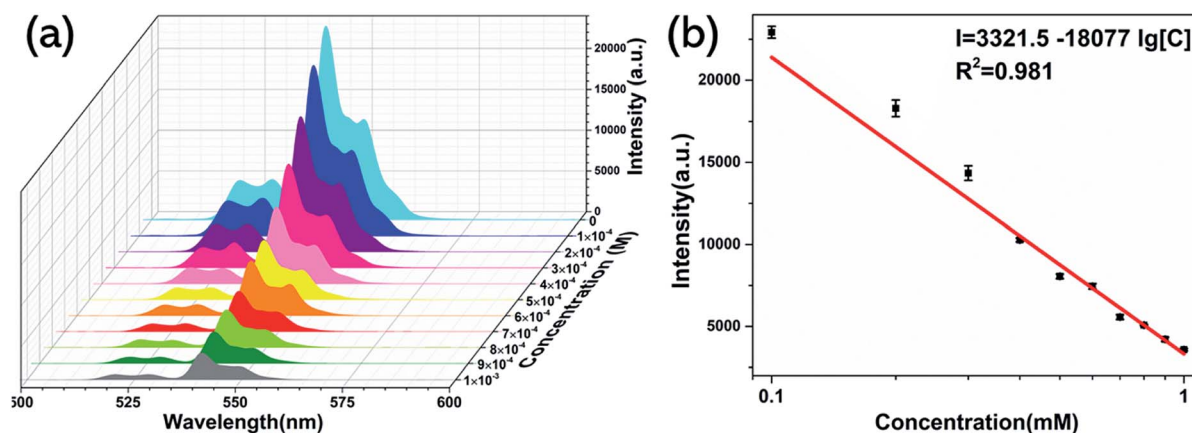 (a)
20000
15000
10000
5000
0
Intensity (a.u.)
0
1×10⁻⁴
2×10⁻⁴
3×10⁻⁴
4×10⁻⁴
5×10⁻⁴
6×10⁻⁴
7×10⁻⁴
8×10⁻⁴
9×10⁻⁴
1×10⁻³
Concentration (M)
500 525 550 575 600
Wavelength(nm)
(b)
I=3321.5 -18077 lg[C]
R²=0.981
20000
15000
10000
5000
Intensity(a.u.)
0.1 1
Concentration(mM)